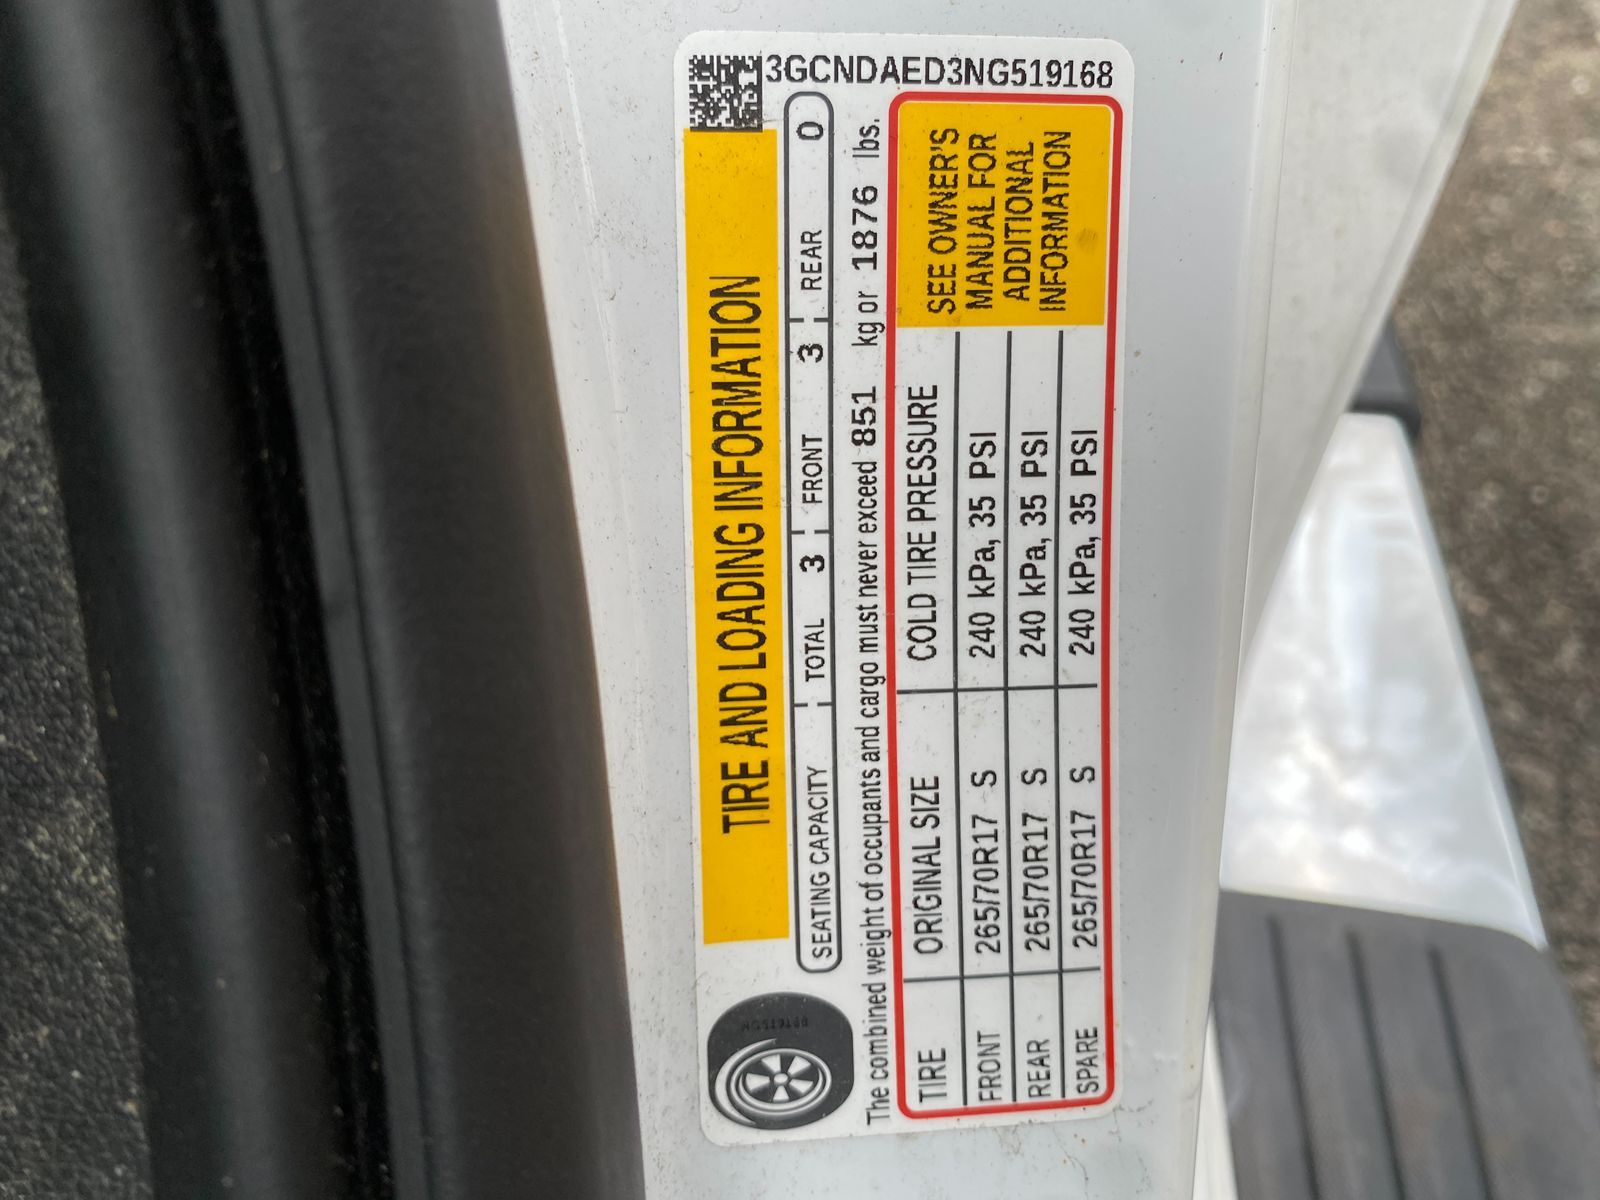 3GCNDAED3NG519168
TIRE AND LOADING INFORMATION
SEATING CAPACITY TOTAL 3 FRONT 3 REAR 0
The combined weight of occupants and cargo must never exceed 851 kg or 1876 lbs.
TIRE ORIGINAL SIZE COLD TIRE PRESSURE
FRONT 265/70R17 S 240 kPa, 35 PSI
REAR 265/70R17 S 240 kPa, 35 PSI
SPARE 265/70R17 S 240 kPa, 35 PSI
SEE OWNER'S
MANUAL FOR
ADDITIONAL
INFORMATION